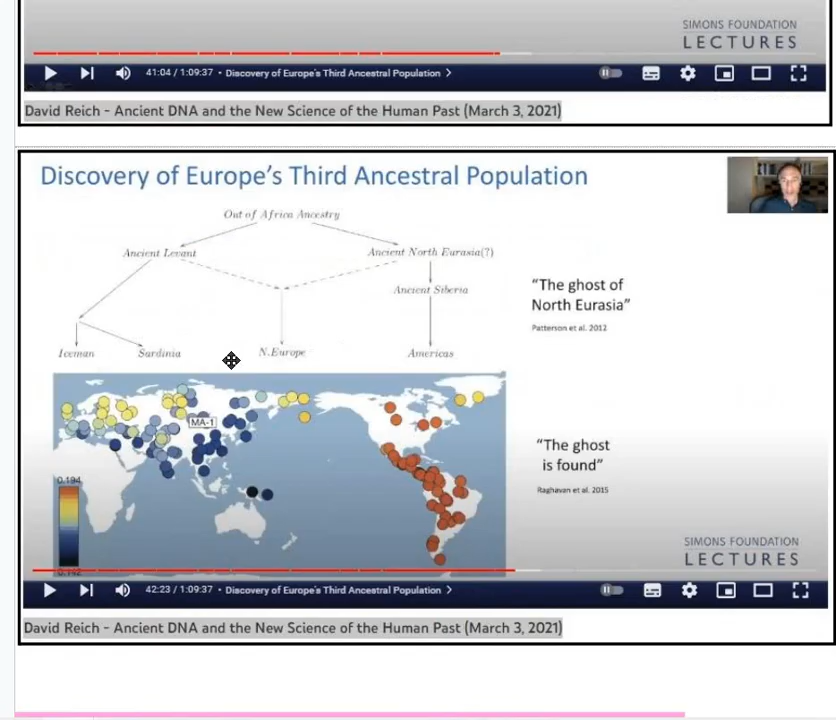 SIMONS FOUNDATION
LECTURES
41:04 / 1:09:37 • Discovery of Europe's Third Ancestral Population
David Reich - Ancient DNA and the New Science of the Human Past (March 3, 2021)
Discovery of Europe's Third Ancestral Population
Out of Africa Ancestry
Ancient Levant
Ancient North Eurasia(?)
Ancient Siberia
Iceman
Sardinia
N.Europe
Americas
"The ghost of
North Eurasia"
Patterson et al. 2012
MA-1
"The ghost
is found"
Raghavan et al. 2015
0.194
SIMONS FOUNDATION
LECTURES
42:23 / 1:09:37 • Discovery of Europe's Third Ancestral Population
David Reich - Ancient DNA and the New Science of the Human Past (March 3, 2021)